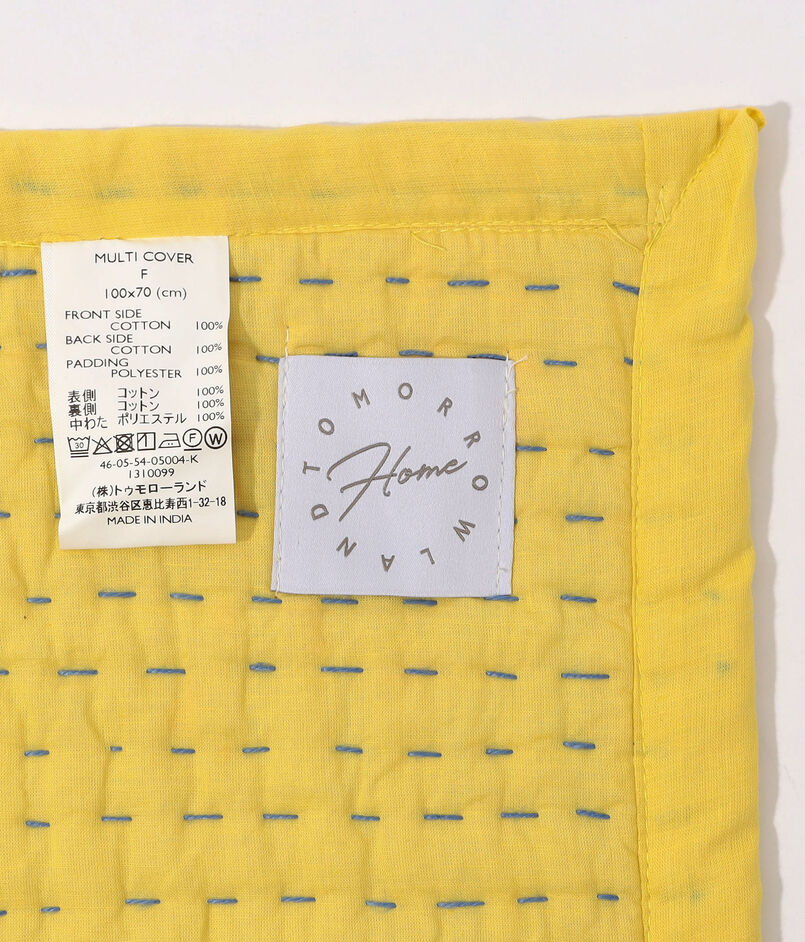 MULTI COVER
F
100x70 (cm)
FRONT SIDE
COTTON 100%
BACK SIDE
COTTON 100%
PADDING
POLYESTER 100%
表側 コットン 100%
裏側 コットン 100%
中わた ポリエステル 100%
30 F W
46-05-54-05004-K
1310099
(株)トゥモローランド
東京都渋谷区恵比寿西1-32-18
MADE IN INDIA
TOMORROWLAND
Home